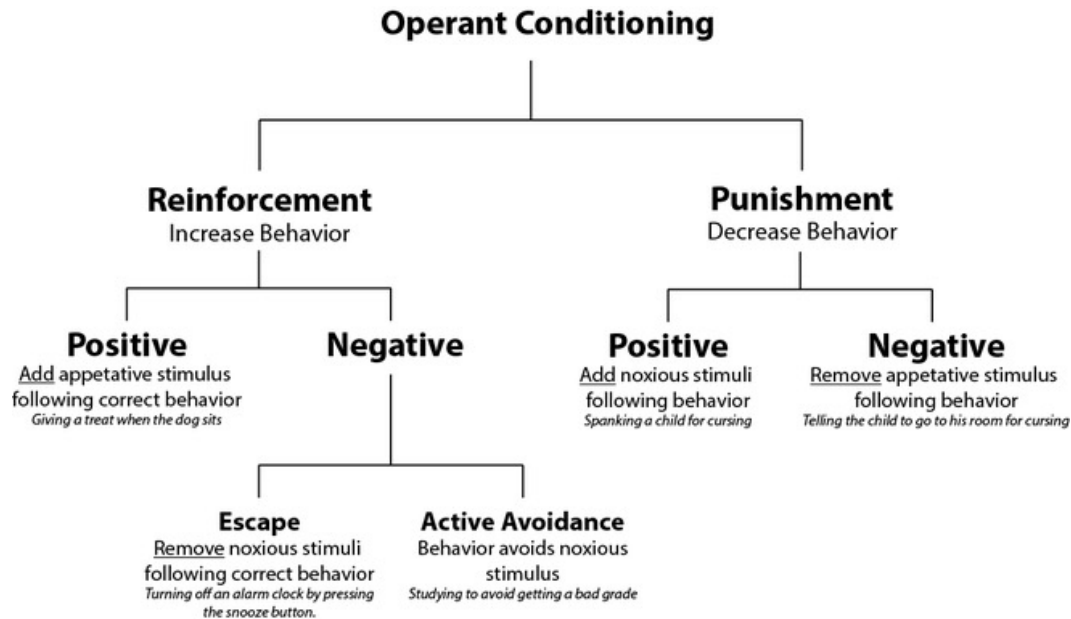 Operant Conditioning
Reinforcement
Increase Behavior
Punishment
Decrease Behavior
Positive
Add appetative stimulus
following correct behavior
Giving a treat when the dog sits
Negative
Positive
Add noxious stimuli
following behavior
Spanking a child for cursing
Negative
Remove appetative stimulus
following behavior
Telling the child to go to his room for cursing
Escape
Remove noxious stimuli
following correct behavior
Turning off an alarm clock by pressing
the snooze button.
Active Avoidance
Behavior avoids noxious
stimulus
Studying to avoid getting a bad grade